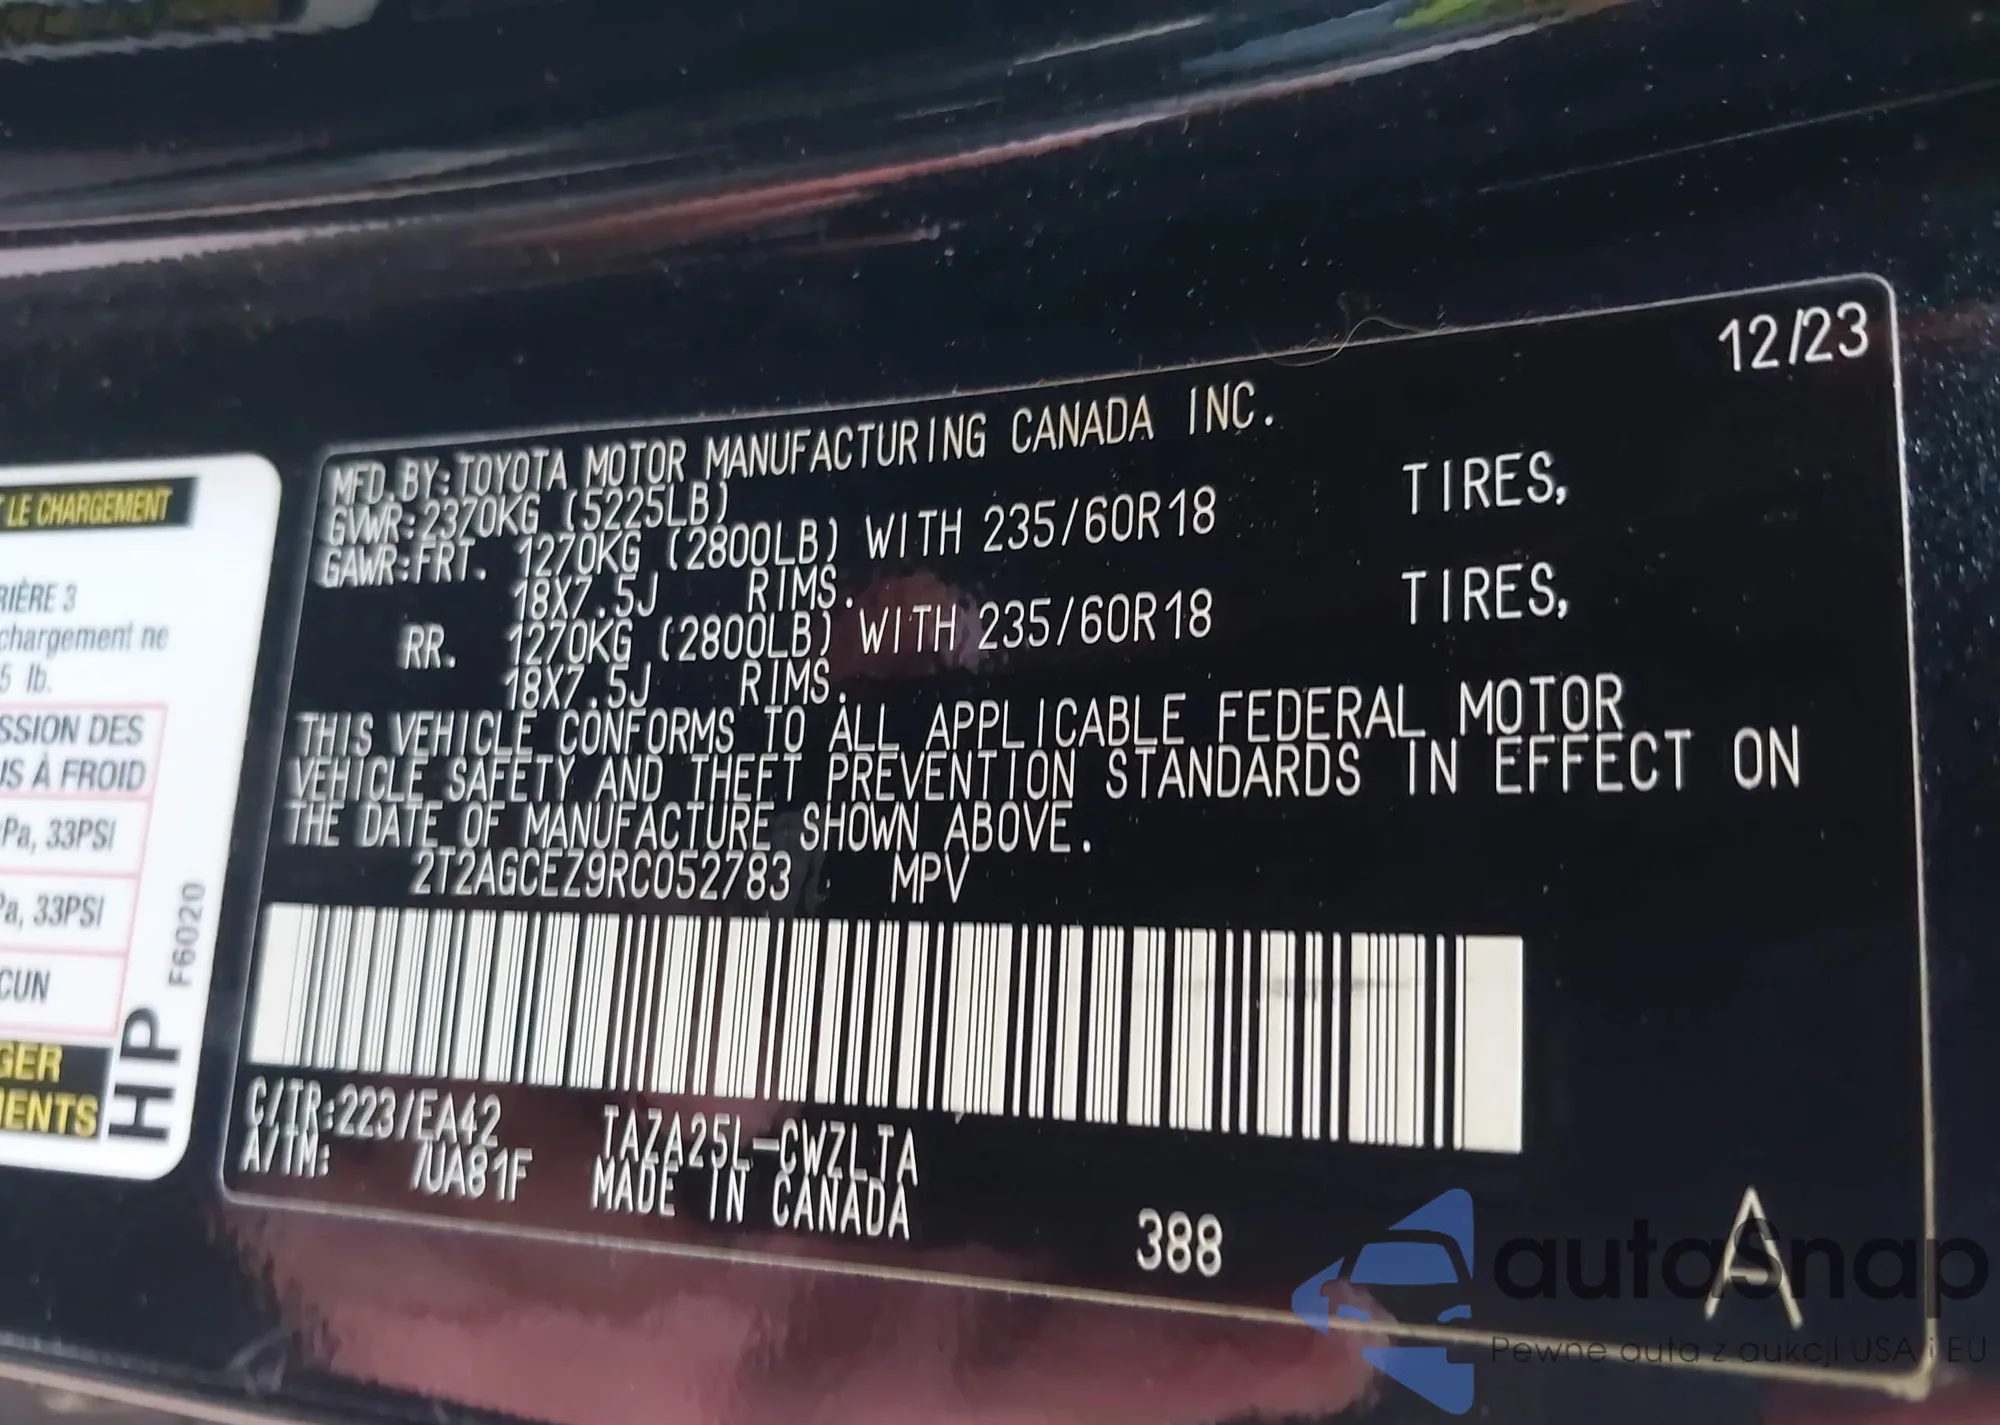 12/23
MFD.BY:TOYOTA MOTOR MANUFACTURING CANADA INC.
GVWR:2370KG (5225LB)
GAWR:FRT. 1270KG (2800LB) WITH 235/60R18 TIRES,
18X7.5J RIMS.
RR. 1270KG (2800LB) WITH 235/60R18 TIRES,
18X7.5J RIMS.
THIS VEHICLE CONFORMS TO ALL APPLICABLE FEDERAL MOTOR
VEHICLE SAFETY AND THEFT PREVENTION STANDARDS IN EFFECT ON
THE DATE OF MANUFACTURE SHOWN ABOVE.
2T2AGCEZ9RC052783 MPV
C/TR:223/EA42 TAZA25L-CWZLTA
A/TM: /UA81F MADE IN CANADA
388
A
LE CHARGEMENT
RIÈRE 3
chargement ne
5 lb.
SSION DES
US À FROID
Pa, 33PSI
Pa, 33PSI
CUN
GER
MENTS
HP
F6020
autoSnap
Pewne auta z aukcji USA i EU